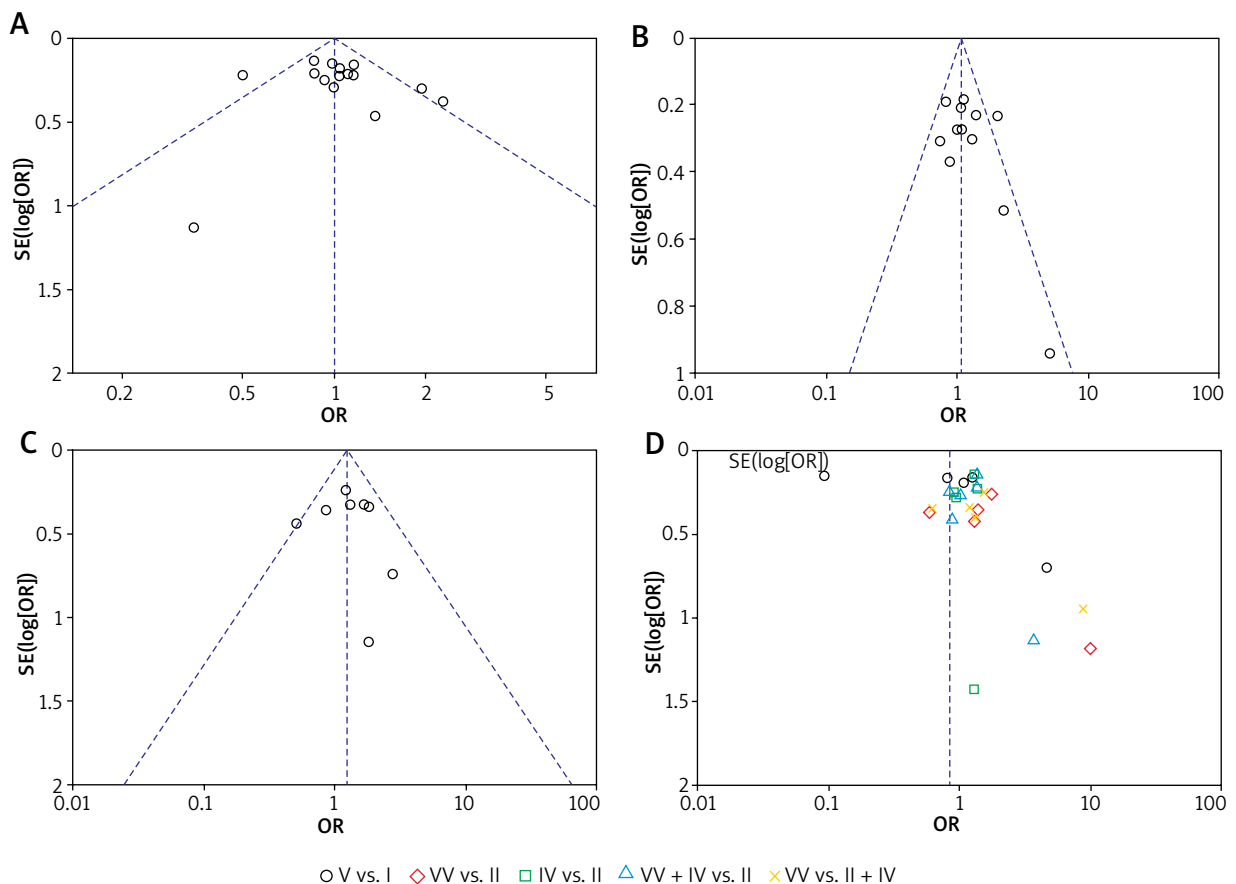 A
0
0.5
1
1.5
2
SE(log[OR])
0.2 0.5 1 2 5
OR
B
0
0.2
0.4
0.6
0.8
1
SE(log[OR])
0.01 0.1 1 10 100
OR
C
0
0.5
1
1.5
2
SE(log[OR])
0.01 0.1 1 10 100
OR
D
0
SE(log[OR])
0.5
1
1.5
2
SE(log[OR])
0.01 0.1 1 10 100
OR
V vs. I VV vs. II IV vs. II VV + IV vs. II VV vs. II + IV